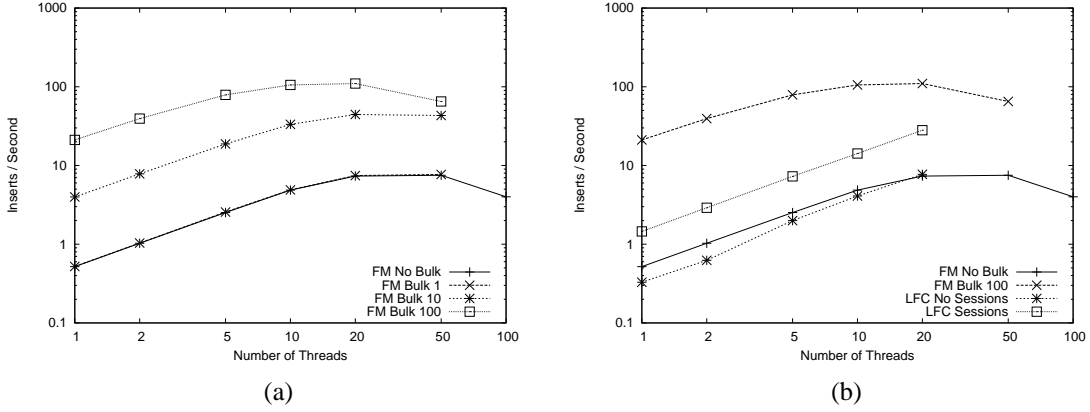 1000
100
10
1
0.1
Inserts / Second
1 2 5 10 20 50 100
Number of Threads
FM No Bulk
FM Bulk 1
FM Bulk 10
FM Bulk 100
(a)
1000
100
10
1
0.1
Inserts / Second
1 2 5 10 20 50 100
Number of Threads
FM No Bulk
FM Bulk 100
LFC No Sessions
LFC Sessions
(b)